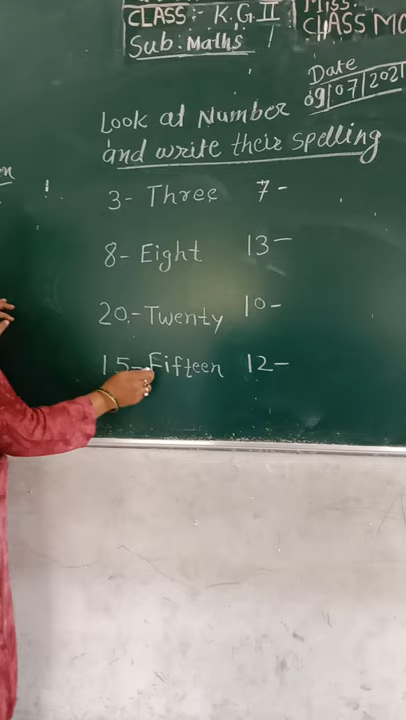 CLASS:- K.G II
Sub: Maths
Miss.
CLASS MO
Date
09/07/2021
Look at Number
and write their spelling
3- Three 7-
8- Eight 13-
20-Twenty 10-
15-Fifteen 12-